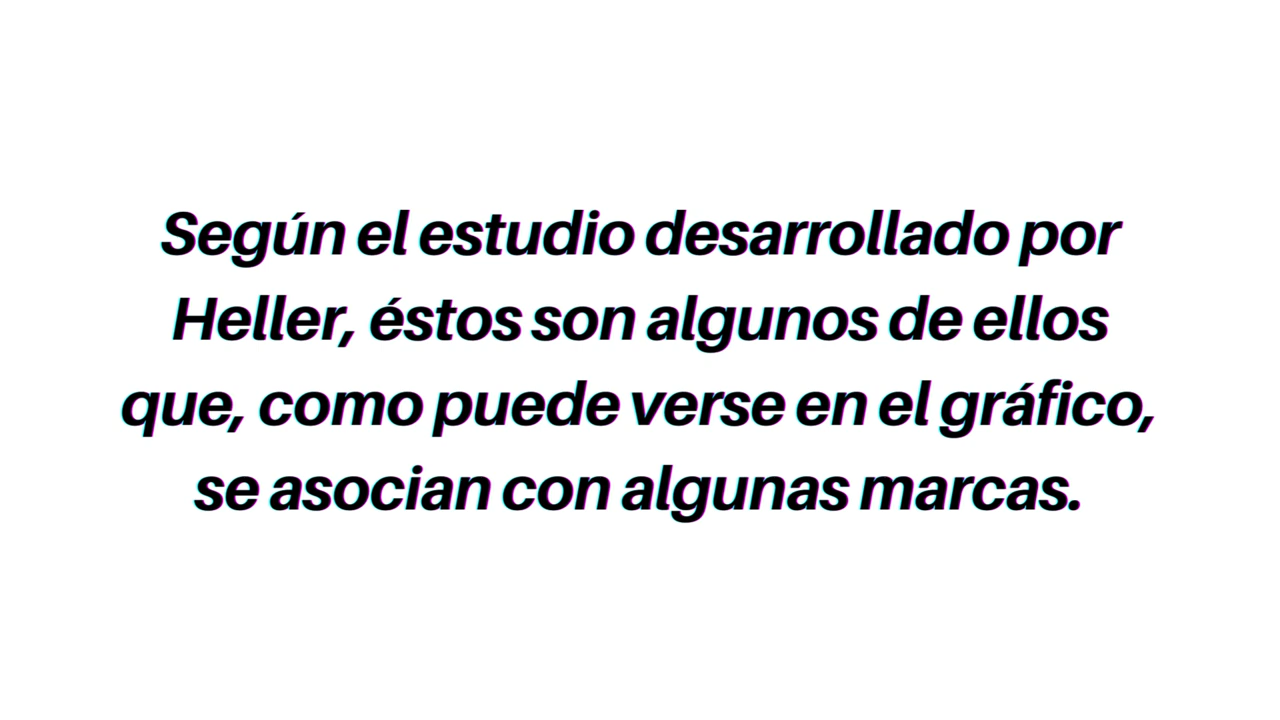 Según el estudio desarrollado por
Heller, éstos son algunos de ellos
que, como puede verse en el gráfico,
se asocian con algunas marcas.